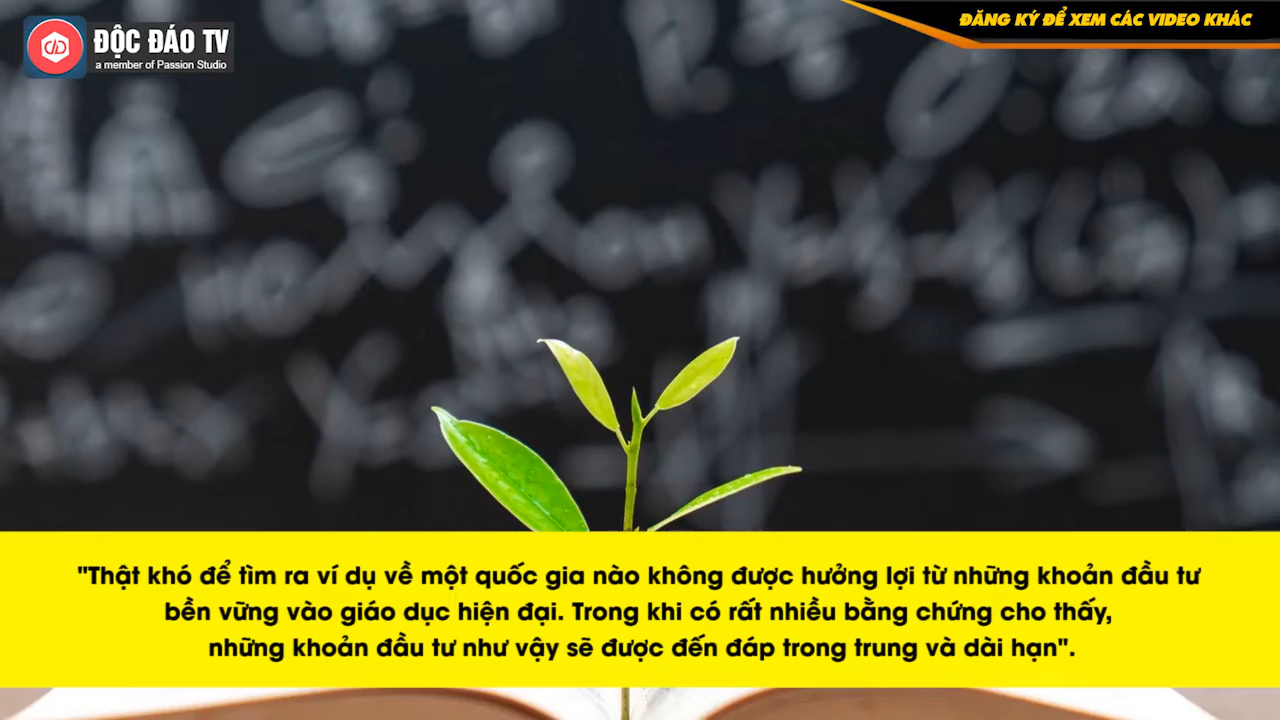 ĐỘC ĐÁO TV
a member of Passion Studio
ĐĂNG KÝ ĐỂ XEM CÁC VIDEO KHÁC
"Thật khó để tìm ra ví dụ về một quốc gia nào không được hưởng lợi từ những khoản đầu tư
bền vững vào giáo dục hiện đại. Trong khi có rất nhiều bằng chứng cho thấy,
những khoản đầu tư như vậy sẽ được đến đáp trong trung và dài hạn".